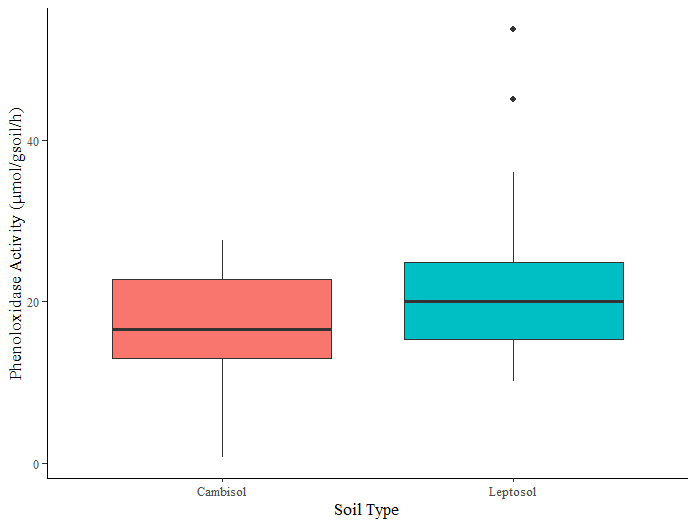 Phenoloxidase Activity (μmol/gsoil/h)
40
20
0
Cambisol
Leptosol
Soil Type